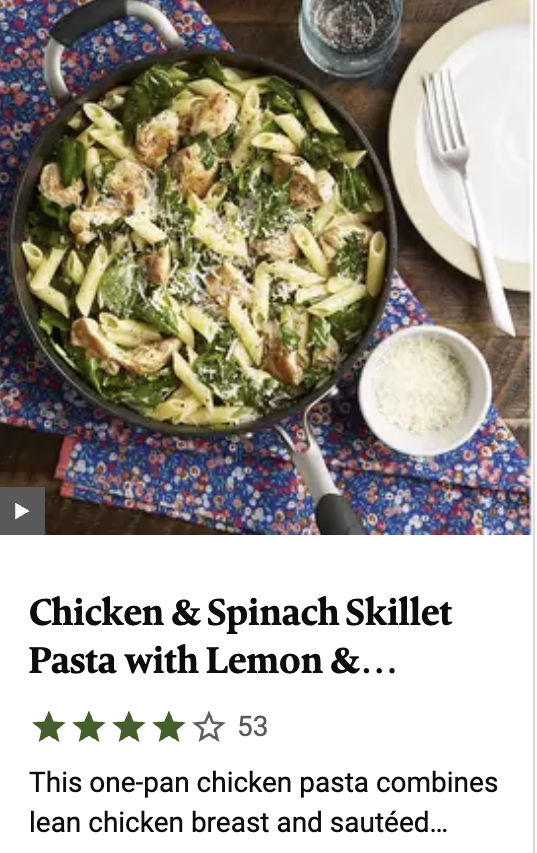 Chicken & Spinach Skillet
Pasta with Lemon &…
53
This one-pan chicken pasta combines
lean chicken breast and sautéed…